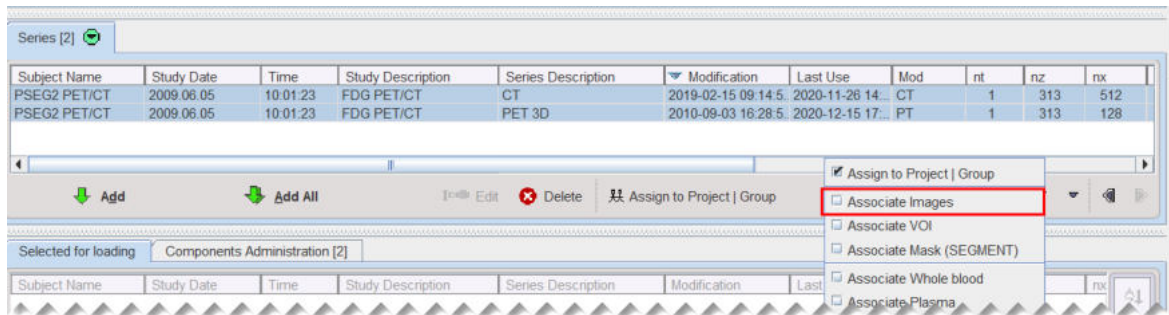 Series [2]
Subject Name Study Date Time Study Description Series Description Modification Last Use Mod nt nz nx
PSEG2 PET/CT 2009.06.05 10:01:23 FDG PET/CT CT 2019-02-15 09:14:5.. 2020-11-26 14:... CT 1 313 512
PSEG2 PET/CT 2009.06.05 10:01:23 FDG PET/CT PET 3D 2010-09-03 16:28:5.. 2020-12-15 17:... PT 1 313 128
Assign to Project | Group
Add Add All Edit Delete Assign to Project | Group
Associate Images
Associate VOI
Selected for loading Components Administration [2]
Associate Mask (SEGMENT)
Associate Whole blood
Subject Name Study Date Time Study Description Series Description Modification Last nx
Associate Plasma